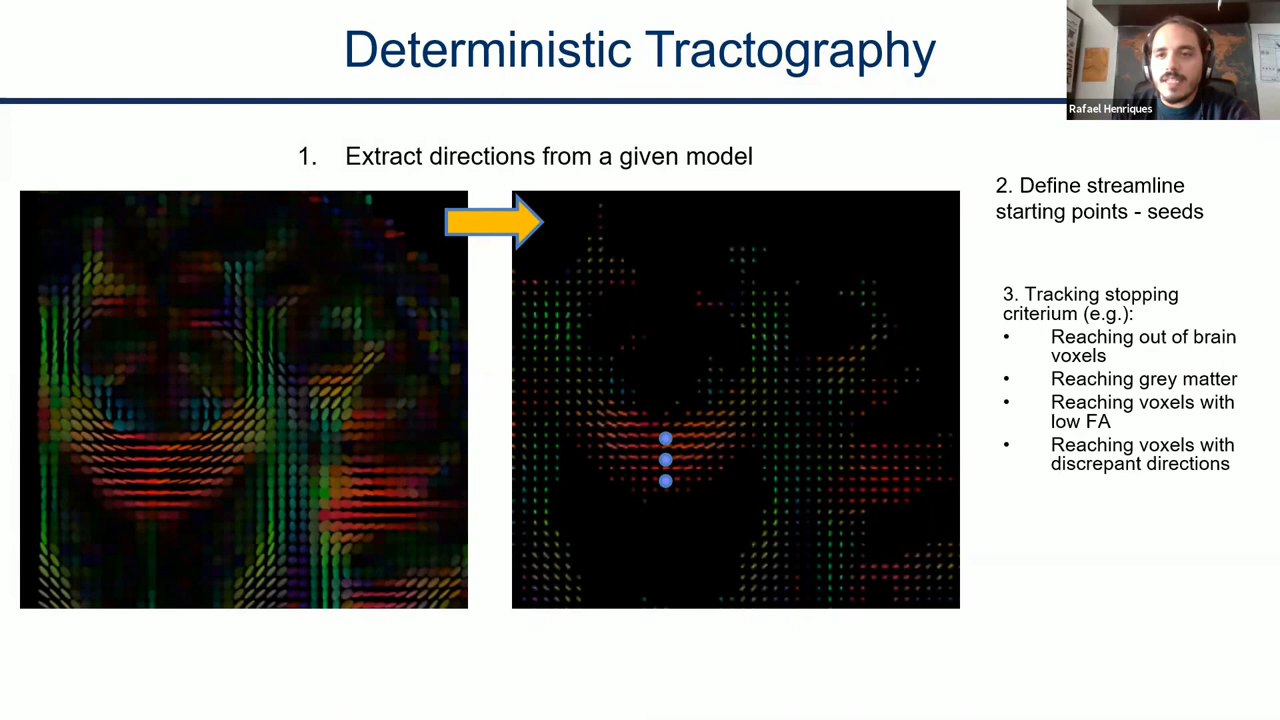 Deterministic Tractography
Rafael Henriques
1. Extract directions from a given model
2. Define streamline
starting points - seeds
3. Tracking stopping
criterium (e.g.):
• Reaching out of brain
voxels
• Reaching grey matter
• Reaching voxels with
low FA
• Reaching voxels with
discrepant directions